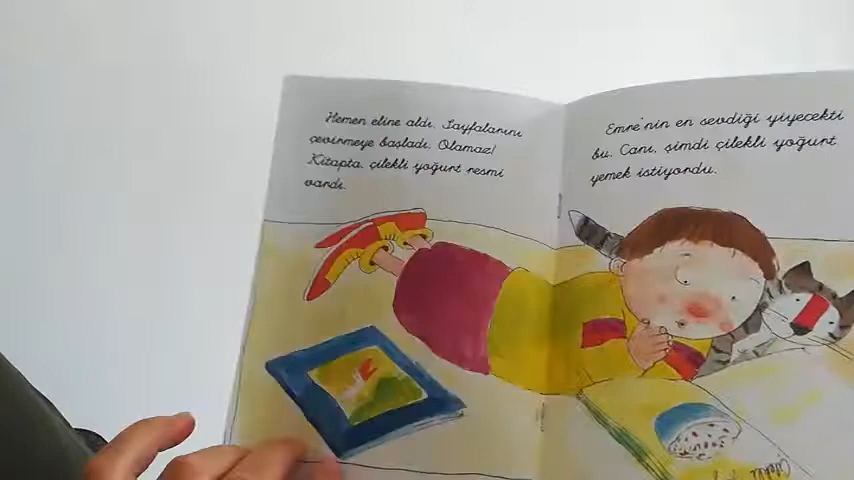 Hemen eline aldı. Sayfalarını
çevirmeye başladı. Olamaz!
Kitapta çilekli yoğurt resmi
vardı.
Emre'nin en sevdiği yiyecekti
bu. Canı, şimdi çilekli yoğurt
yemek istiyordu.
Çilekli